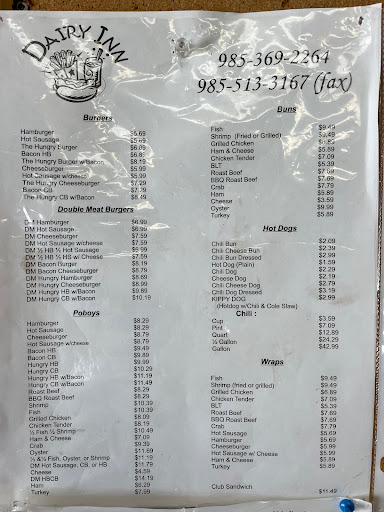 DAIRY INN
985-369-2264
985-513-3167 (fax)
Burgers
Hamburger $5.69
Hot Sausage $5.69
The Hungry Burger $6.09
Bacon HB $6.89
The Hungry Burger w/Bacon $8.19
Cheeseburger $5.99
Hot Sausage w/cheese $5.99
The Hungry Cheeseburger $7.29
Bacon CB $7.39
The Hungry CB w/Bacon $8.49
Double Meat Burgers
DM Hamburger $6.99
DM Hot Sausage $6.99
DM Cheeseburger $7.59
DM Hot Sausage w/cheese $7.59
DM ½ HB ½ Hot Sausage $6.99
DM ½ HB ½ HS w/ Cheese $7.59
DM Bacon Burger $8.19
DM Bacon Cheeseburger $8.79
DM Hungry Hamburger $8.69
DM Hungry Cheeseburger $8.99
DM Hungry HB w/Bacon $9.89
DM Hungry CB w/Bacon $10.19
Poboys
Hamburger $8.29
Hot Sausage $8.29
Cheeseburger $8.79
Hot Sausage w/cheese $8.79
Bacon HB $9.49
Bacon CB $9.89
Hungry HB $9.99
Hungry CB $10.29
Hungry HB w/Bacon $11.19
Hungry CB w/Bacon $11.49
Roast Beef $8.29
BBQ Roast Beef $8.29
Shrimp $10.39
Fish $10.39
Grilled Chicken $8.09
Chicken Tender $8.19
½ Fish ½ Shrimp $10.49
Ham & Cheese $7.09
Crab $9.39
Oyster $11.69
½ & ½ Fish, Oyster, or Shrimp $11.19
DM Hot Sausage, CB, or HB $11.79
Cheese $4.59
DM HBCB $14.19
Ham $6.29
Turkey $7.59
Buns
Fish $9.49
Shrimp (Fried or Grilled) $9.49
Grilled Chicken
Ham & Cheese $5.89
Chicken Tender $7.09
BLT $5.39
Roast Beef $7.69
BBQ Roast Beef $7.69
Crab $7.79
Ham $5.89
Cheese $3.59
Oyster $9.99
Turkey $5.89
Hot Dogs
Chili Bun $2.09
Chili Cheese Bun $2.39
Chili Bun Dressed $2.99
Hot Dog (Plain) $1.59
Chili Dog $2.29
Cheese Dog $2.19
Chili Cheese Dog $2.79
Chili Dog Dressed $3.19
KIPPY DOG $2.99
(Hotdog w/Chili & Cole Slaw)
Chili :
Cup $3.59
Pint $7.09
Quart $12.89
½ Gallon $24.29
Gallon $42.99
Wraps
Fish $9.49
Shrimp (fried or grilled) $9.49
Grilled Chicken $6.89
Chicken Tender $7.09
BLT $5.39
Roast Beef $7.69
BBQ Roast Beef $7.69
Crab $7.79
Hot Sausage $5.69
Hamburger $5.69
Cheeseburger $5.99
Hot Sausage w/ Cheese $5.99
Ham & Cheese $5.89
Turkey $5.89
Club Sandwich $11.49